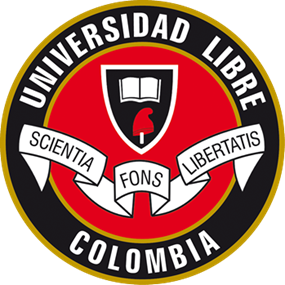 UNIVERSIDAD LIBRE
SCIENTIA
FONS
LIBERTATIS
COLOMBIA